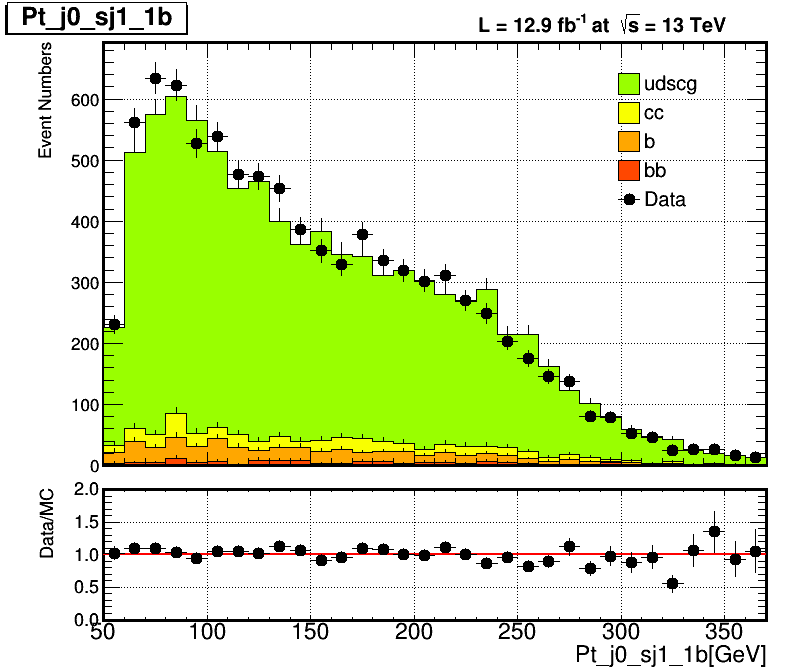 Pt_j0_sj1_1b
L = 12.9 fb⁻¹ at √s = 13 TeV
Event Numbers
udscg
cc
b
bb
Data
600
500
400
300
200
100
0
Data/MC
2.0
1.5
1.0
0.5
0.0
50 100 150 200 250 300 350
Pt_j0_sj1_1b[GeV]